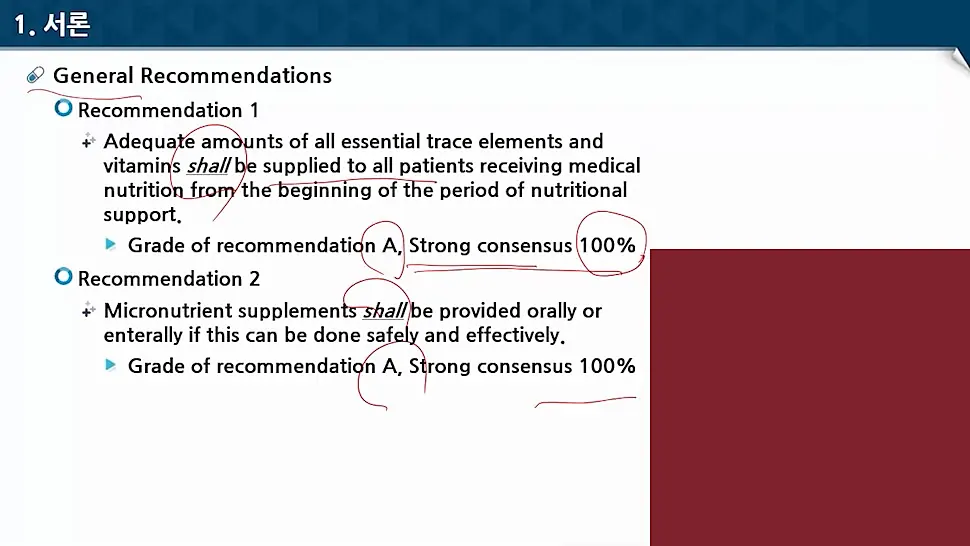 1. 서론
General Recommendations
Recommendation 1
Adequate amounts of all essential trace elements and
vitamins shall be supplied to all patients receiving medical
nutrition from the beginning of the period of nutritional
support.
Grade of recommendation A, Strong consensus 100%
Recommendation 2
Micronutrient supplements shall be provided orally or
enterally if this can be done safely and effectively.
Grade of recommendation A, Strong consensus 100%